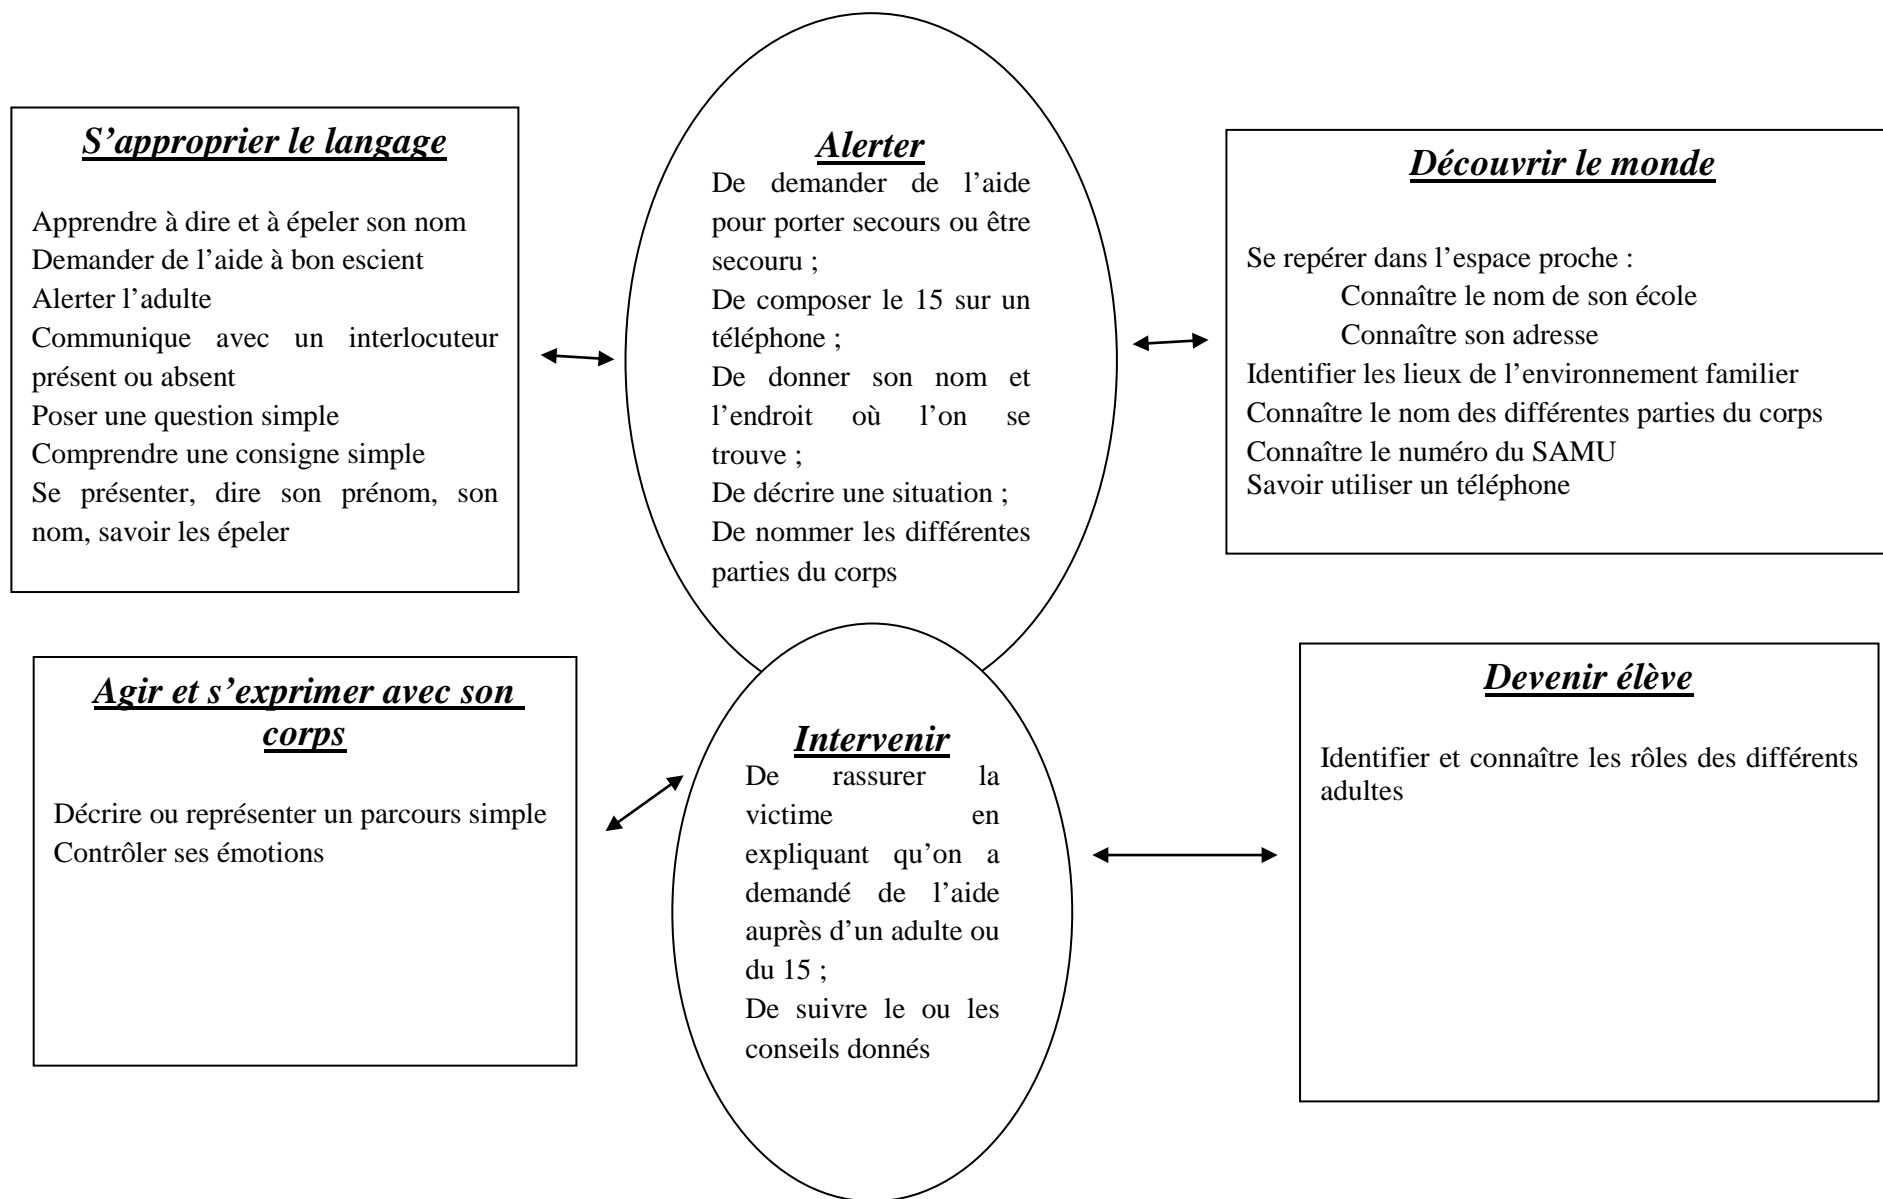 S’approprier le langage
Apprendre à dire et à épeler son nom
Demander de l’aide à bon escient
Alerter l’adulte
Communique avec un interlocuteur
présent ou absent
Poser une question simple
Comprendre une consigne simple
Se présenter, dire son prénom, son
nom, savoir les épeler
Alerter
De demander de l’aide
pour porter secours ou être
secouru ;
De composer le 15 sur un
téléphone ;
De donner son nom et
l’endroit où l’on se
trouve ;
De décrire une situation ;
De nommer les différentes
parties du corps
Découvrir le monde
Se repérer dans l’espace proche :
Connaître le nom de son école
Connaître son adresse
Identifier les lieux de l’environnement familier
Connaître le nom des différentes parties du corps
Connaître le numéro du SAMU
Savoir utiliser un téléphone
Agir et s’exprimer avec son
corps
Décrire ou représenter un parcours simple
Contrôler ses émotions
Intervenir
De rassurer la
victime en
expliquant qu’on a
demandé de l’aide
auprès d’un adulte ou
du 15 ;
De suivre le ou les
conseils donnés
Devenir élève
Identifier et connaître les rôles des différents
adultes